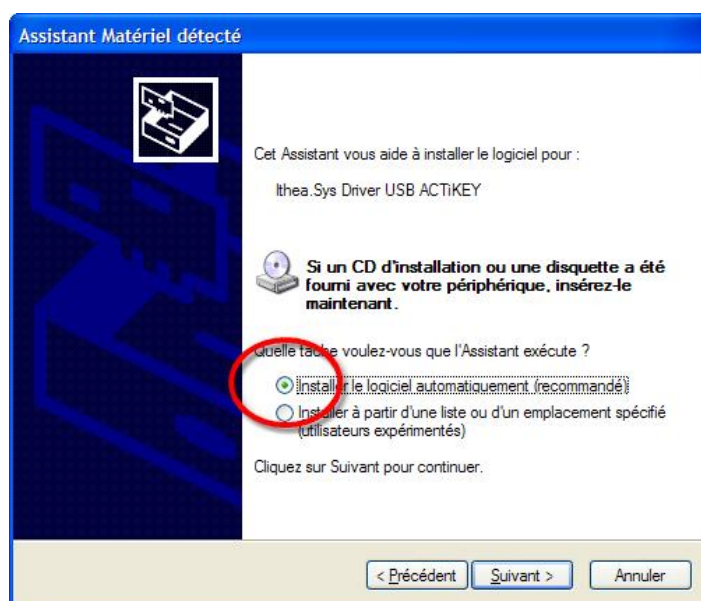 Assistant Matériel détecté
Cet Assistant vous aide à installer le logiciel pour :
Ithea.Sys Driver USB ACTiKEY
Si un CD d'installation ou une disquette a été
fourni avec votre périphérique, insérez-le
maintenant.
Quelle tâche voulez-vous que l'Assistant exécute ?
Installer le logiciel automatiquement (recommandé)
Installer à partir d'une liste ou d'un emplacement spécifié
(utilisateurs expérimentés)
Cliquez sur Suivant pour continuer.
< Précédent
Suivant >
Annuler